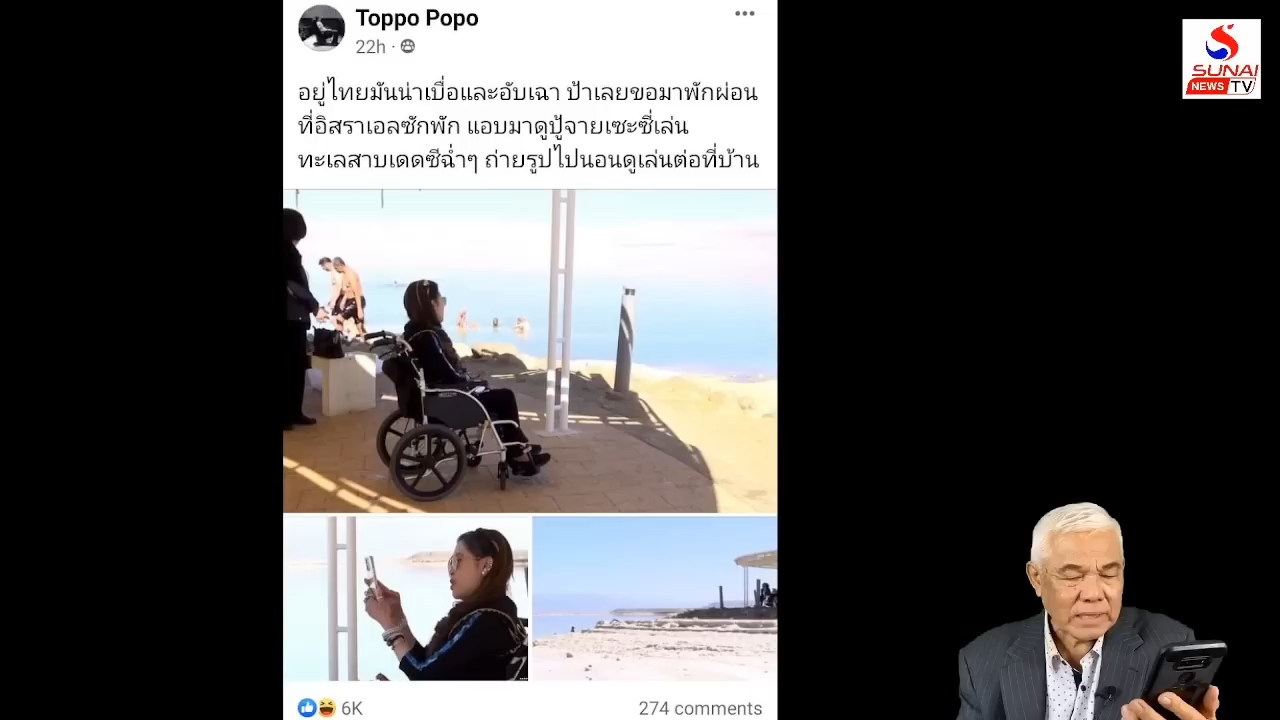 Toppo Popo
22h ·
อยู่ไทยมันน่าเบื่อและอับเฉา ป้าเลยขอมาพักผ่อน
ที่อิสราเอลซักพัก แอบมาดูปู้จายเซะซี่เล่น
ทะเลสาบเดดซีฉ่ำๆ ถ่ายรูปไปนอนดูเล่นต่อที่บ้าน
6K
274 comments
SUNAI
NEWS TV